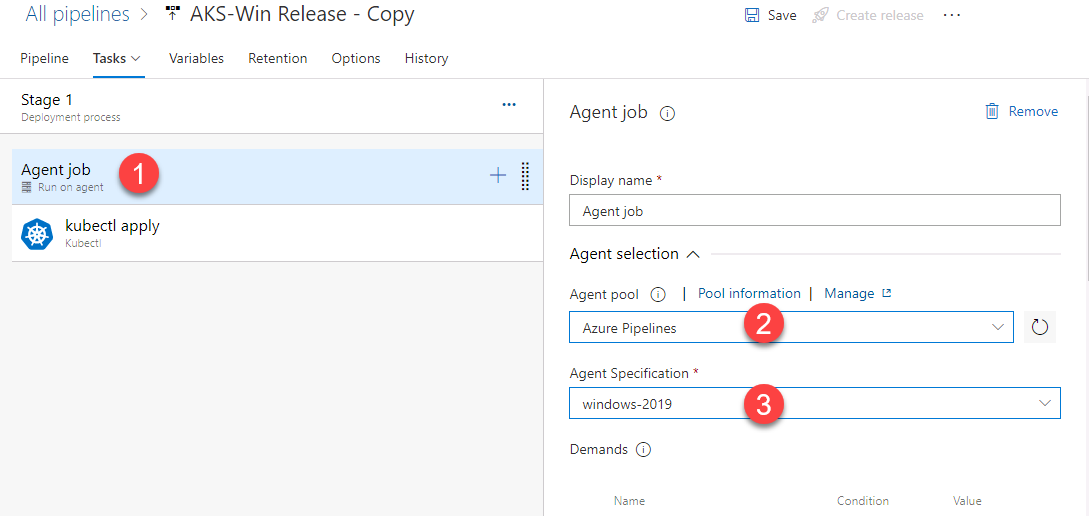 All pipelines > AKS-Win Release - Copy
Save Create release ...
Pipeline Tasks Variables Retention Options History
Stage 1
Deployment process
...
Agent job
Run on agent
1
kubectl apply
Kubectl
Agent job
Remove
Display name *
Agent job
Agent selection
Agent pool | Pool information | Manage
Azure Pipelines
2
Agent Specification *
windows-2019
3
Demands
Name Condition Value